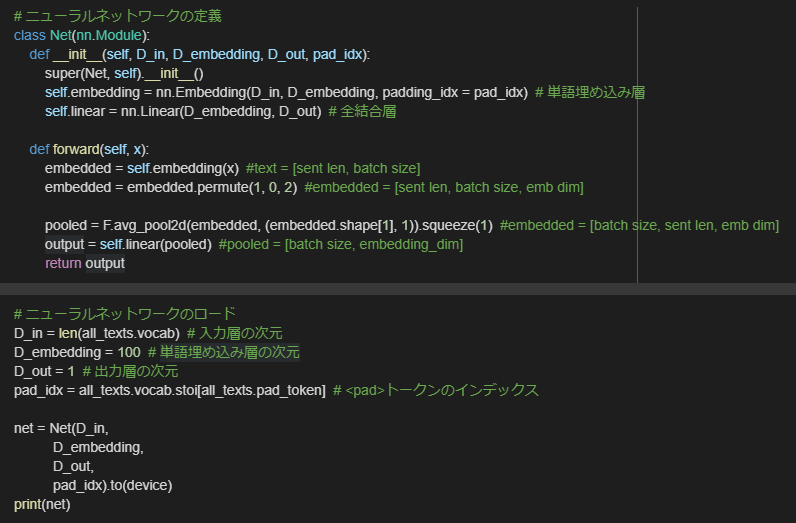 # ニューラルネットワークの定義
class Net(nn.Module):
def __init__(self, D_in, D_embedding, D_out, pad_idx):
super(Net, self).__init__()
self.embedding = nn.Embedding(D_in, D_embedding, padding_idx = pad_idx) # 単語埋め込み層
self.linear = nn.Linear(D_embedding, D_out) # 全結合層
def forward(self, x):
embedded = self.embedding(x) #text = [sent len, batch size]
embedded = embedded.permute(1, 0, 2) #embedded = [sent len, batch size, emb dim]
pooled = F.avg_pool2d(embedded, (embedded.shape[1], 1)).squeeze(1) #embedded = [batch size, sent len, emb dim]
output = self.linear(pooled) #pooled = [batch size, embedding_dim]
return output
# ニューラルネットワークのロード
D_in = len(all_texts.vocab) # 入力層の次元
D_embedding = 100 # 単語埋め込み層の次元
D_out = 1 # 出力層の次元
pad_idx = all_texts.vocab.stoi[all_texts.pad_token] # <pad>トークンのインデックス
net = Net(D_in,
D_embedding,
D_out,
pad_idx).to(device)
print(net)